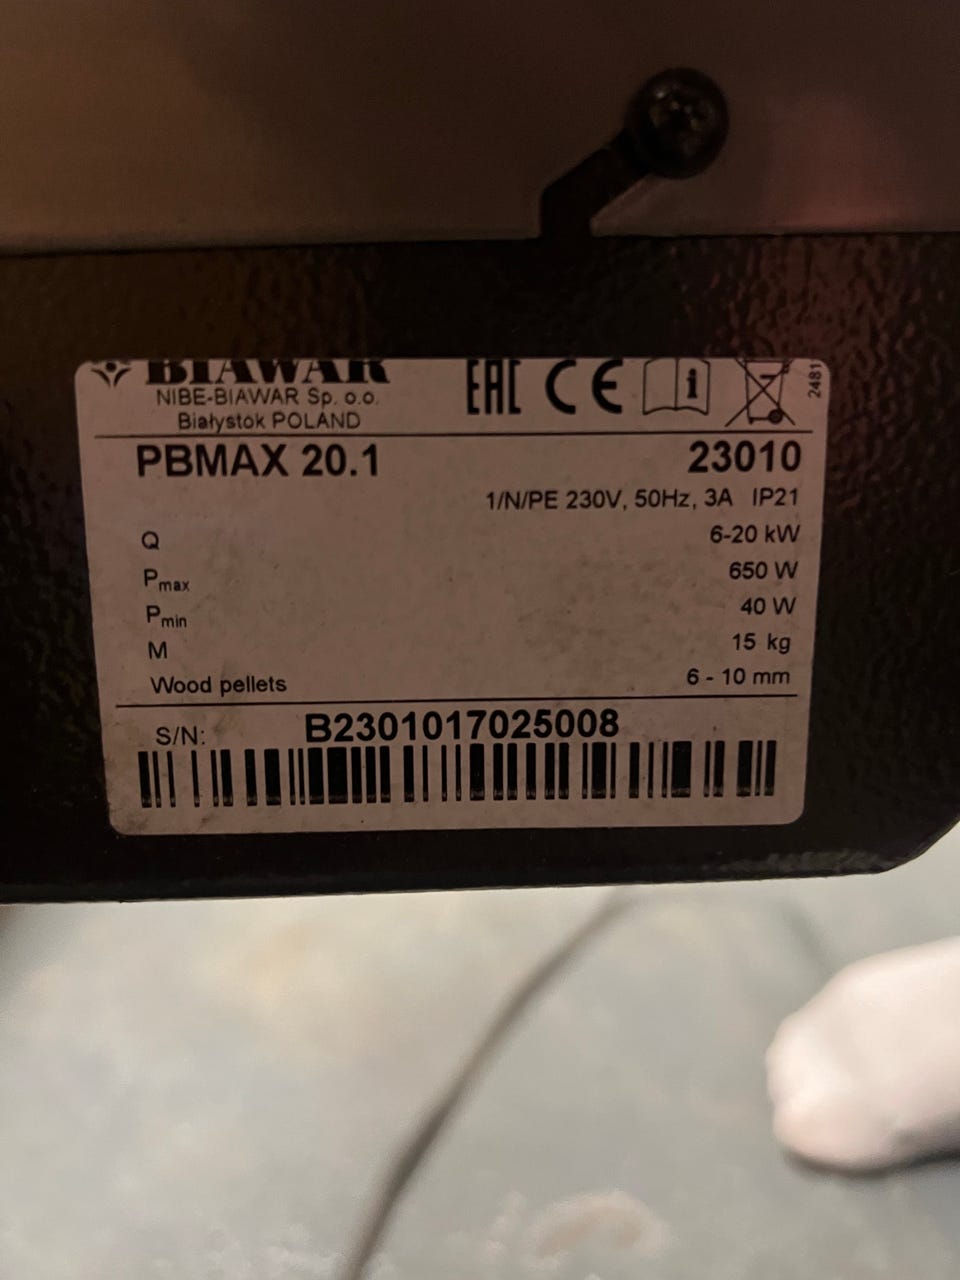 BIAWAR
NIBE-BIAWAR Sp. o.o.
Białystok POLAND
EAC CE i
2481
PBMAX 20.1 23010
1/N/PE 230V, 50Hz, 3A IP21
Q 6-20 kW
Pmax 650 W
Pmin 40 W
M 15 kg
Wood pellets 6 - 10 mm
S/N: B2301017025008